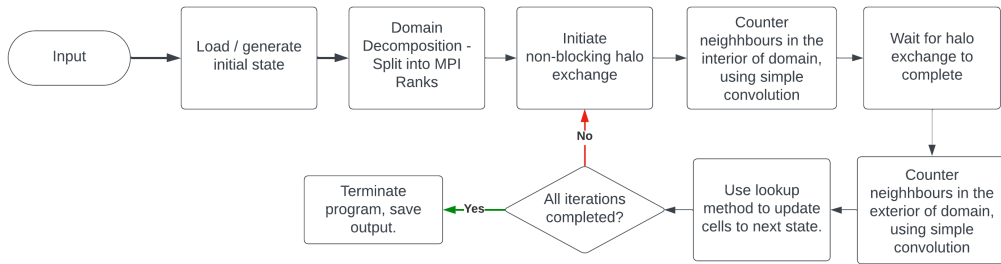 Input
Load / generate
initial state
Domain
Decomposition -
Split into MPI
Ranks
Initiate
non-blocking halo
exchange
Counter
neighhbours in the
interior of domain,
using simple
convolution
Wait for halo
exchange to
complete
Counter
neighhbours in the
exterior of domain,
using simple
convolution
Use lookup
method to update
cells to next state.
All iterations
completed?
No
Yes
Terminate
program, save
output.